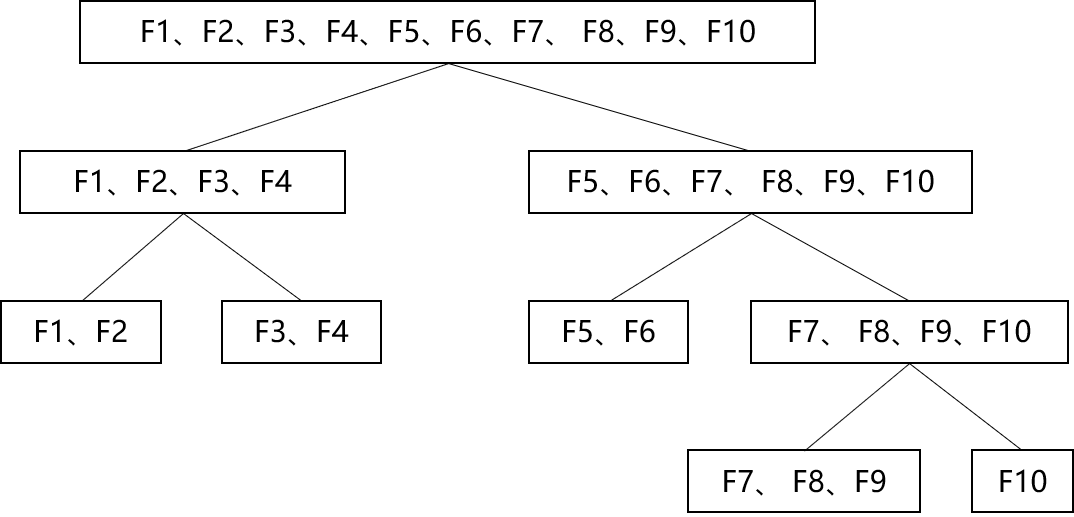 F1、F2、F3、F4、F5、F6、F7、 F8、F9、F10
F1、F2、F3、F4
F5、F6、F7、 F8、F9、F10
F1、F2
F3、F4
F5、F6
F7、 F8、F9、F10
F7、 F8、F9
F10